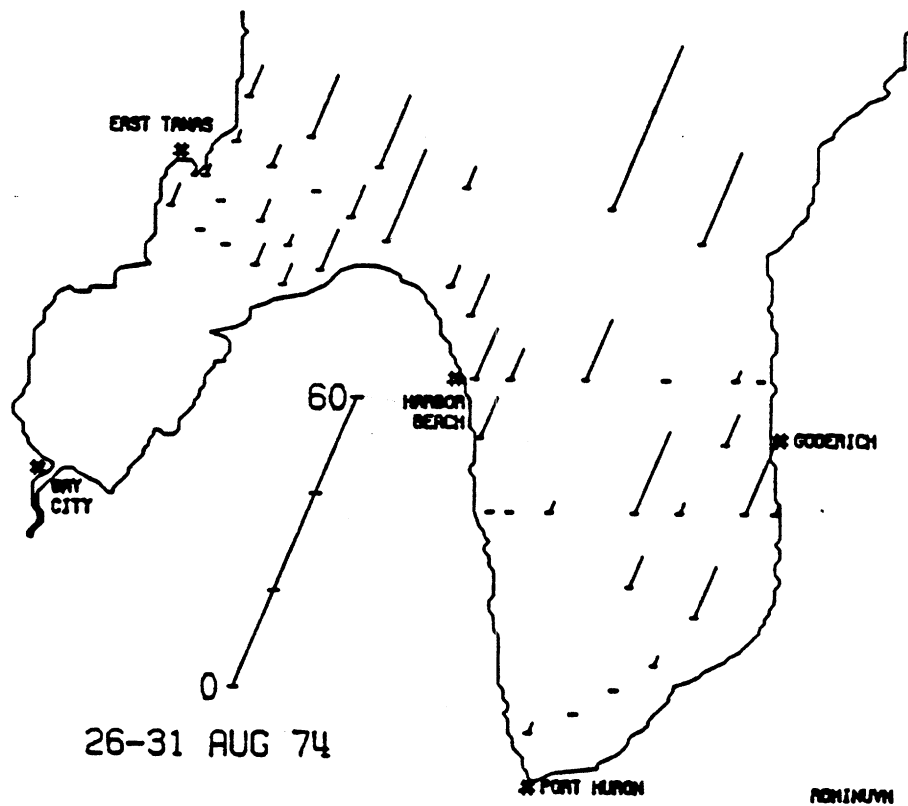 EAST TAWAS
60
HARBOR
BEACH
GODERICH
BAY
CITY
0
26-31 AUG 74
PORT HURON